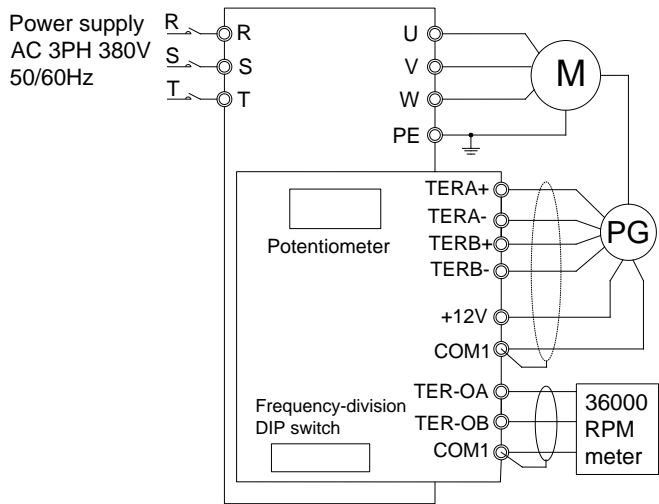 Power supply
AC 3PH 380V
50/60Hz
R
S
T
R
S
T
U
V
W
PE
M
TERA+
TERA-
TERB+
TERB-
+12V
COM1
PG
Potentiometer
TER-OA
TER-OB
COM1
Frequency-division
DIP switch
36000
RPM
meter